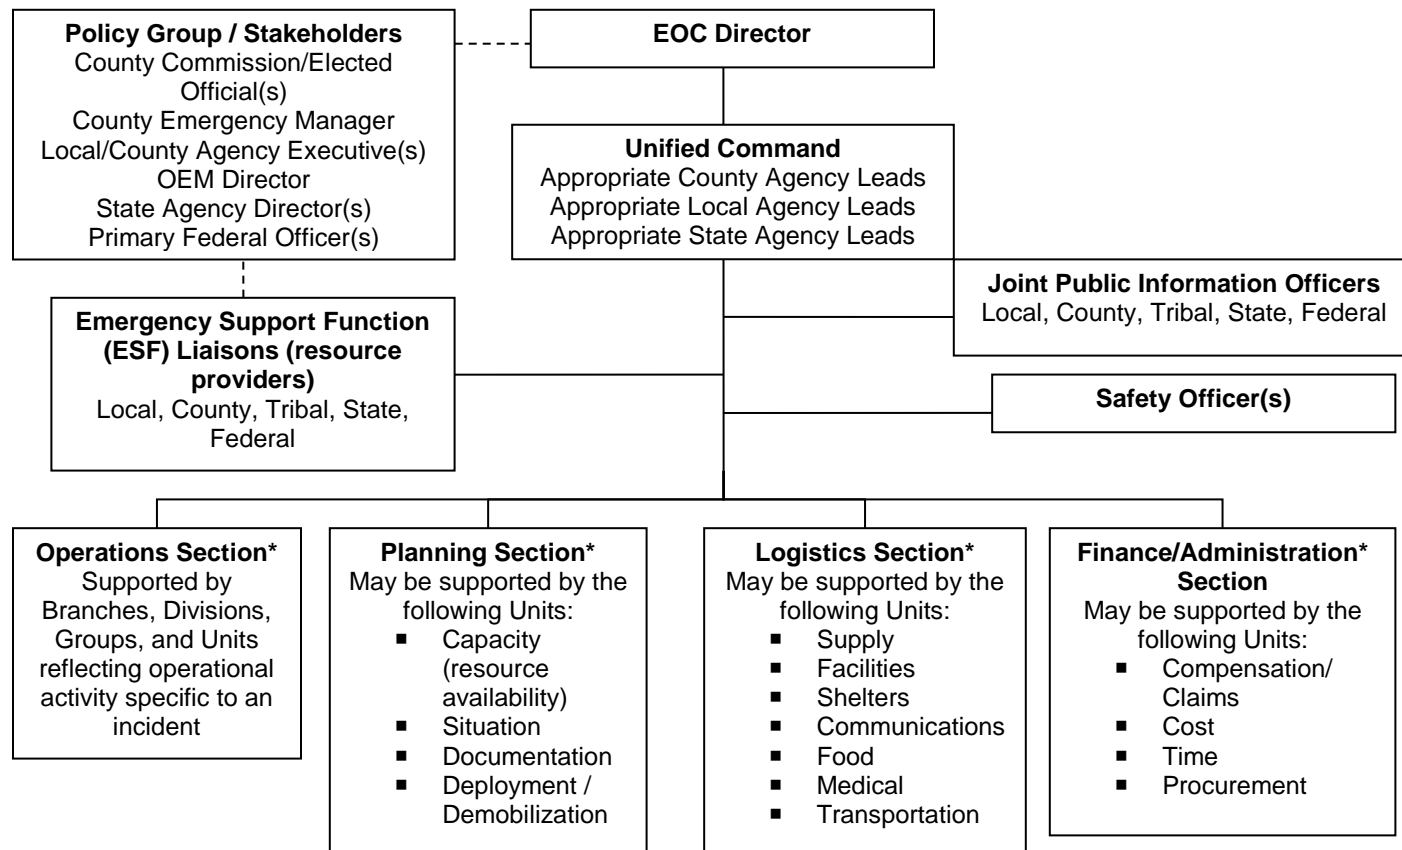 Policy Group / Stakeholders
County Commission/Elected
Official(s)
County Emergency Manager
Local/County Agency Executive(s)
OEM Director
State Agency Director(s)
Primary Federal Officer(s)
EOC Director
Unified Command
Appropriate County Agency Leads
Appropriate Local Agency Leads
Appropriate State Agency Leads
Joint Public Information Officers
Local, County, Tribal, State, Federal
Emergency Support Function
(ESF) Liaisons (resource
providers)
Local, County, Tribal, State,
Federal
Safety Officer(s)
Operations Section*
Supported by
Branches, Divisions,
Groups, and Units
reflecting operational
activity specific to an
incident
Planning Section*
May be supported by the
following Units:
▪ Capacity
(resource
availability)
▪ Situation
▪ Documentation
▪ Deployment /
Demobilization
Logistics Section*
May be supported by the
following Units:
▪ Supply
▪ Facilities
▪ Shelters
▪ Communications
▪ Food
▪ Medical
▪ Transportation
Finance/Administration*
Section
May be supported by the
following Units:
▪ Compensation/
Claims
▪ Cost
▪ Time
▪ Procurement